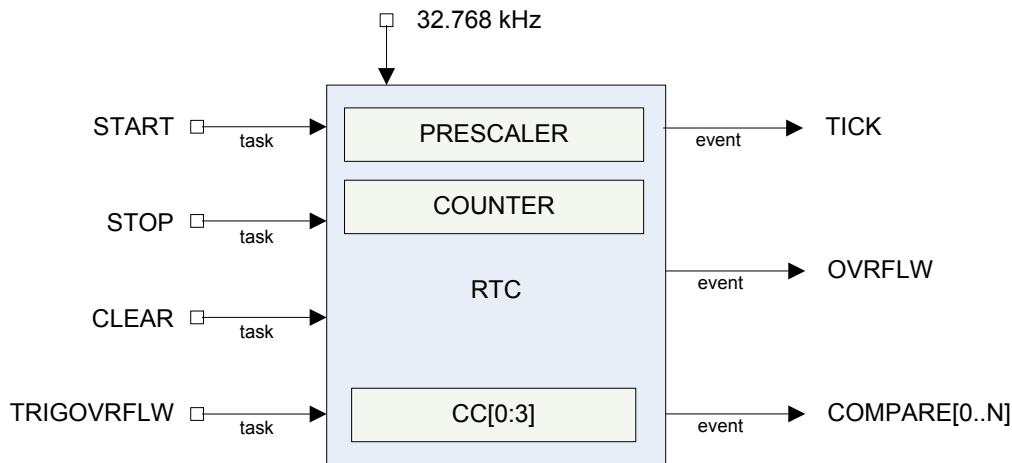 32.768 kHz
START
task
PRESCALER
event
TICK
STOP
task
COUNTER
RTC
event
OVRFLW
CLEAR
task
TRIGOVRFLW
task
CC[0:3]
event
COMPARE[0..N]